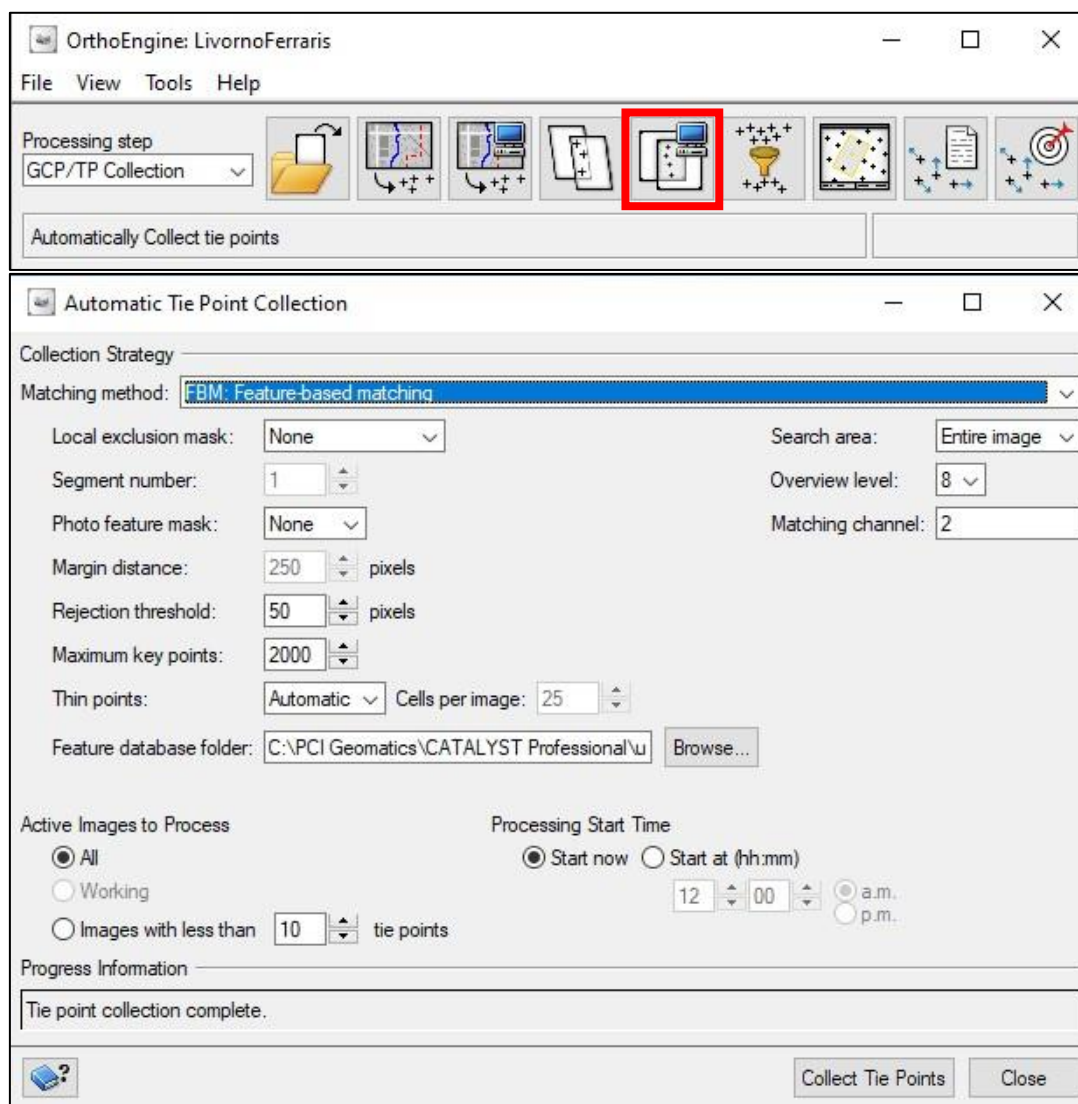 OrthoEngine: LivornoFerraris
File View Tools Help
Processing step
GCP/TP Collection
Automatically Collect tie points
Automatic Tie Point Collection
Collection Strategy
Matching method: FBM: Feature-based matching
Local exclusion mask: None Search area: Entire image
Segment number: 1 Overview level: 8
Photo feature mask: None Matching channel: 2
Margin distance: 250 pixels
Rejection threshold: 50 pixels
Maximum key points: 2000
Thin points: Automatic Cells per image: 25
Feature database folder: C:\PCI Geomatics\CATALYST Professional\u Browse...
Active Images to Process Processing Start Time
All Start now Start at (hh:mm)
Working 12 00 a.m.
p.m.
Images with less than 10 tie points
Progress Information
Tie point collection complete.
? Collect Tie Points Close